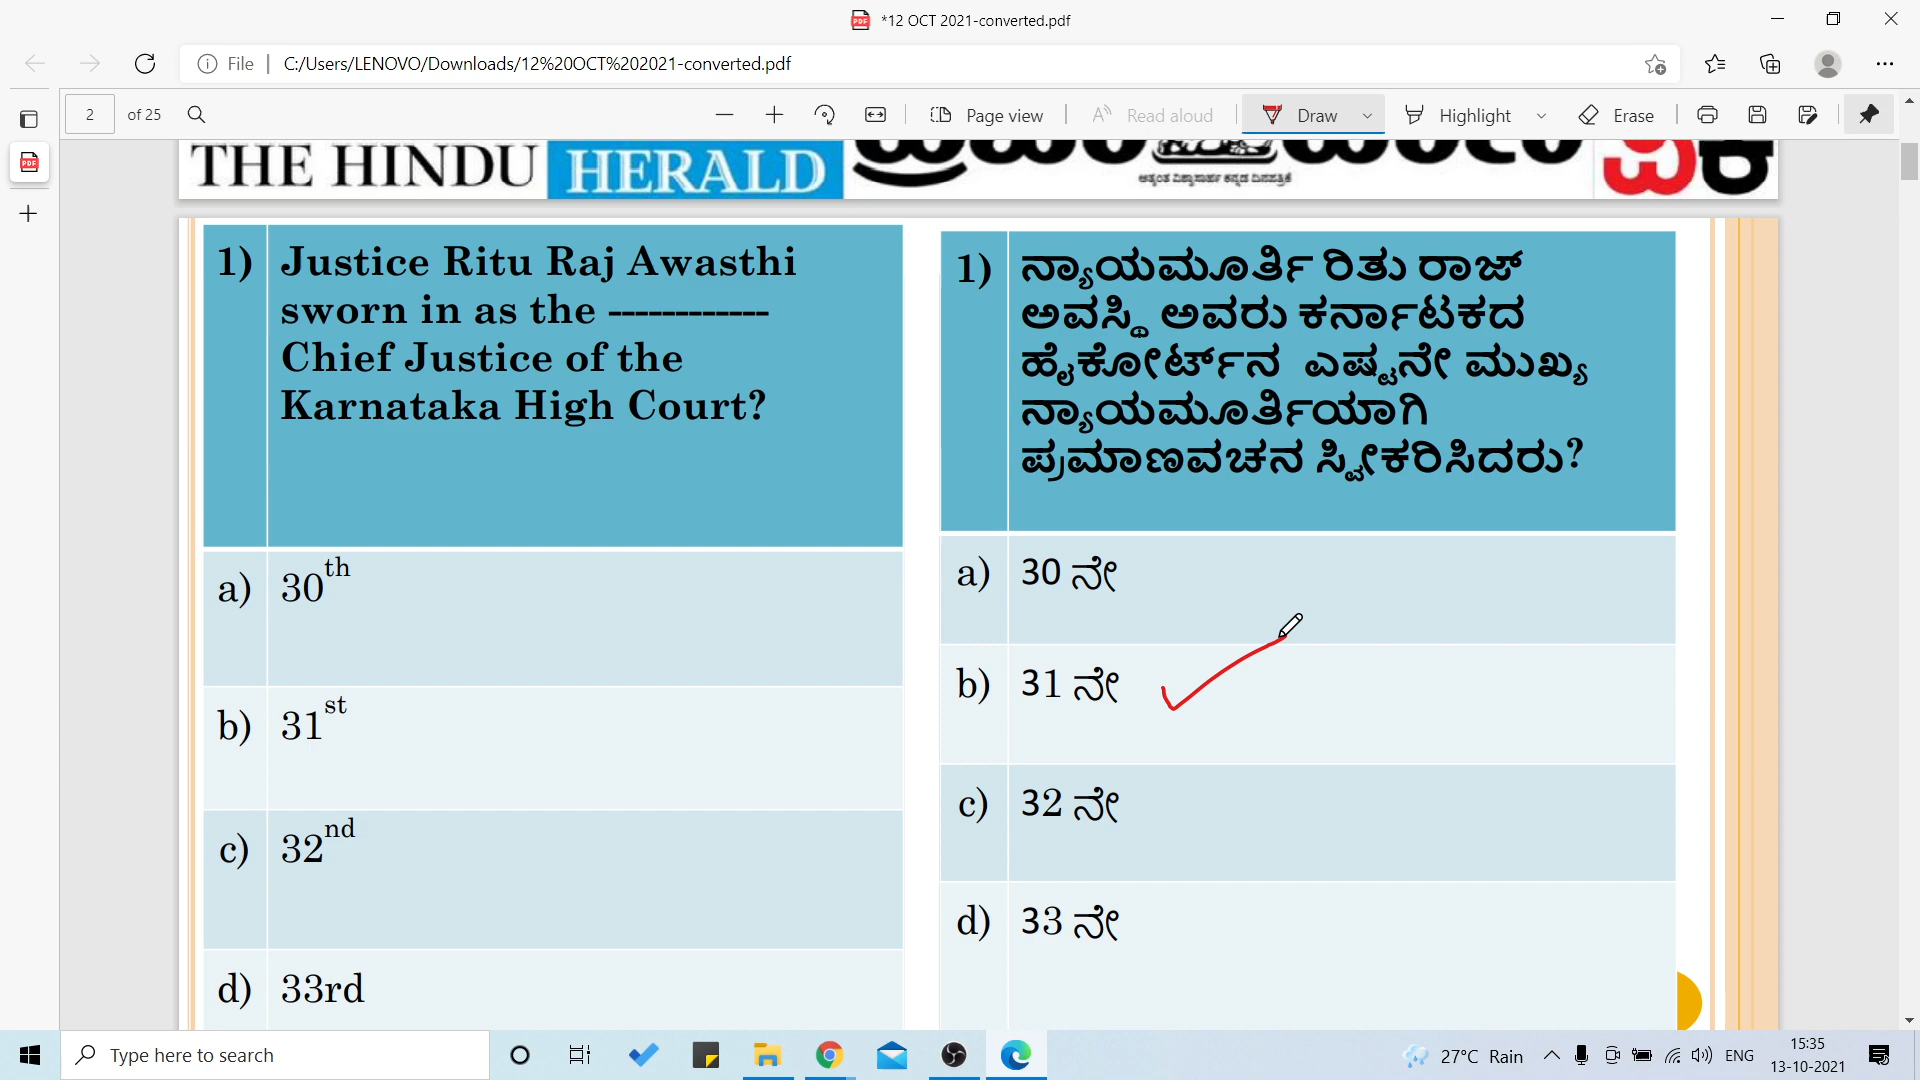 *12 OCT 2021-converted.pdf
File
C:/Users/LENOVO/Downloads/12%20OCT%202021-converted.pdf
2 of 25
Page view
Read aloud
Draw
Highlight
Erase
THE HINDU
HERALD
1) Justice Ritu Raj Awasthi
sworn in as the ------------
Chief Justice of the
Karnataka High Court?
a) 30th
b) 31st
c) 32nd
d) 33rd
1) ನ್ಯಾಯಮೂರ್ತಿ ರಿತು ರಾಜ್
ಅವಸ್ಥಿ ಅವರು ಕರ್ನಾಟಕದ
ಹೈಕೋರ್ಟ್‌ನ ಎಷ್ಟನೇ ಮುಖ್ಯ
ನ್ಯಾಯಮೂರ್ತಿಯಾಗಿ
ಪ್ರಮಾಣವಚನ ಸ್ವೀಕರಿಸಿದರು?
a) 30 ನೇ
b) 31 ನೇ
c) 32 ನೇ
d) 33 ನೇ
Type here to search
27°C Rain
ENG
15:35
13-10-2021